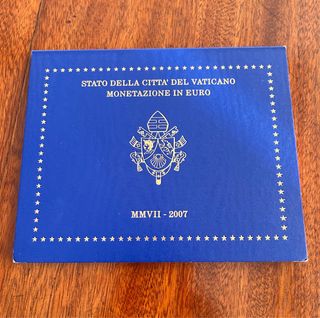 STATO DELLA CITTA' DEL VATICANO
MONETAZIONE IN EURO
MMVII - 2007